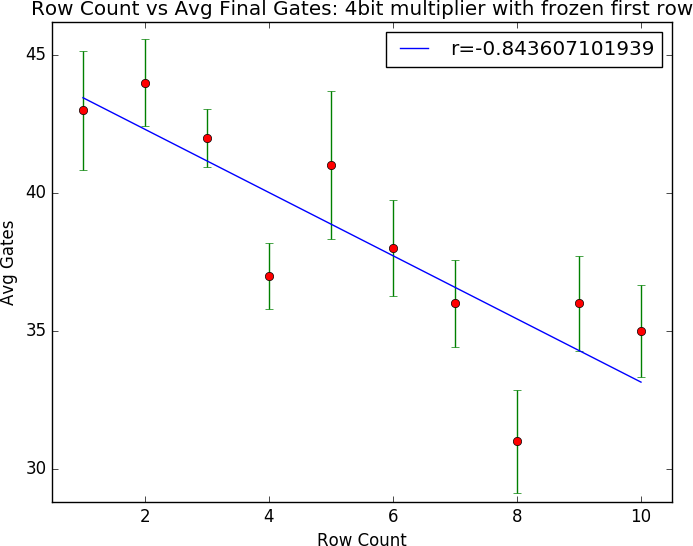 Row Count vs Avg Final Gates: 4bit multiplier with frozen first row
r=-0.843607101939
45
40
35
30
Avg Gates
2 4 6 8 10
Row Count